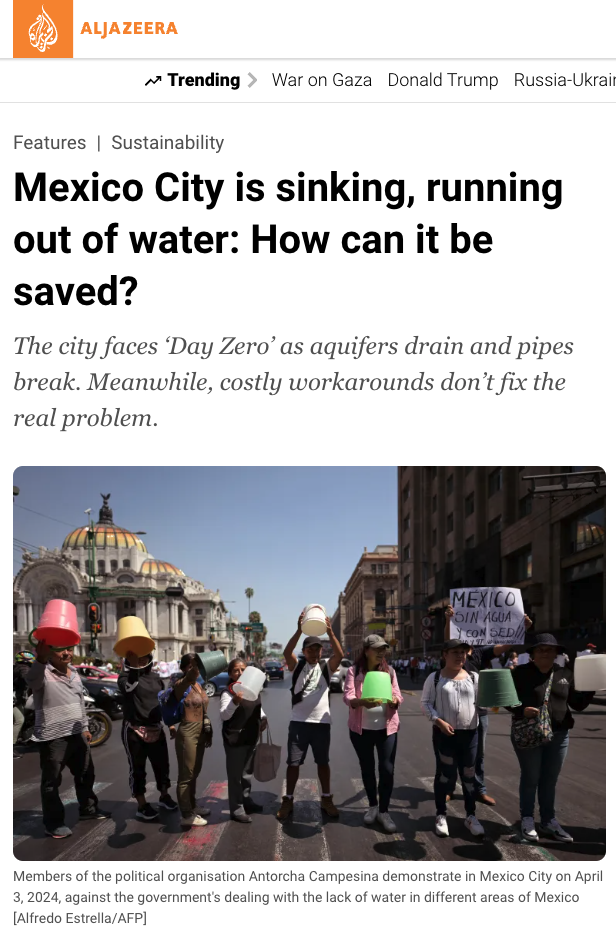 ALJAZEERA
Trending War on Gaza Donald Trump Russia-Ukrai
Features | Sustainability
Mexico City is sinking, running
out of water: How can it be
saved?
The city faces ‘Day Zero’ as aquifers drain and pipes
break. Meanwhile, costly workarounds don’t fix the
real problem.
MEXICO
SIN AGUA
Y CON SED!!
Members of the political organisation Antorcha Campesina demonstrate in Mexico City on April
3, 2024, against the government's dealing with the lack of water in different areas of Mexico
[Alfredo Estrella/AFP]